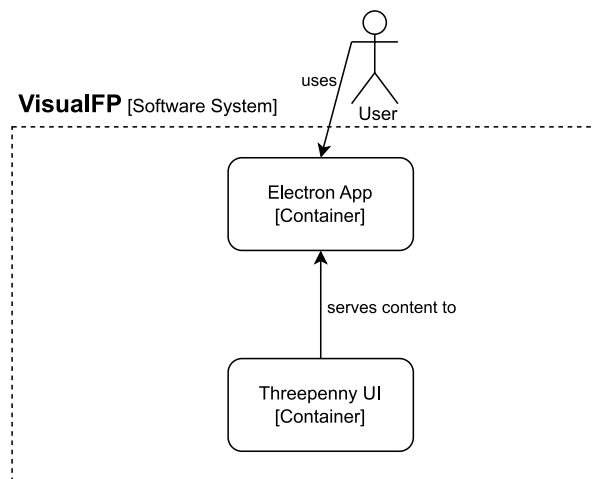 uses
User
VisualFP [Software System]
Electron App
[Container]
serves content to
Threepenny UI
[Container]